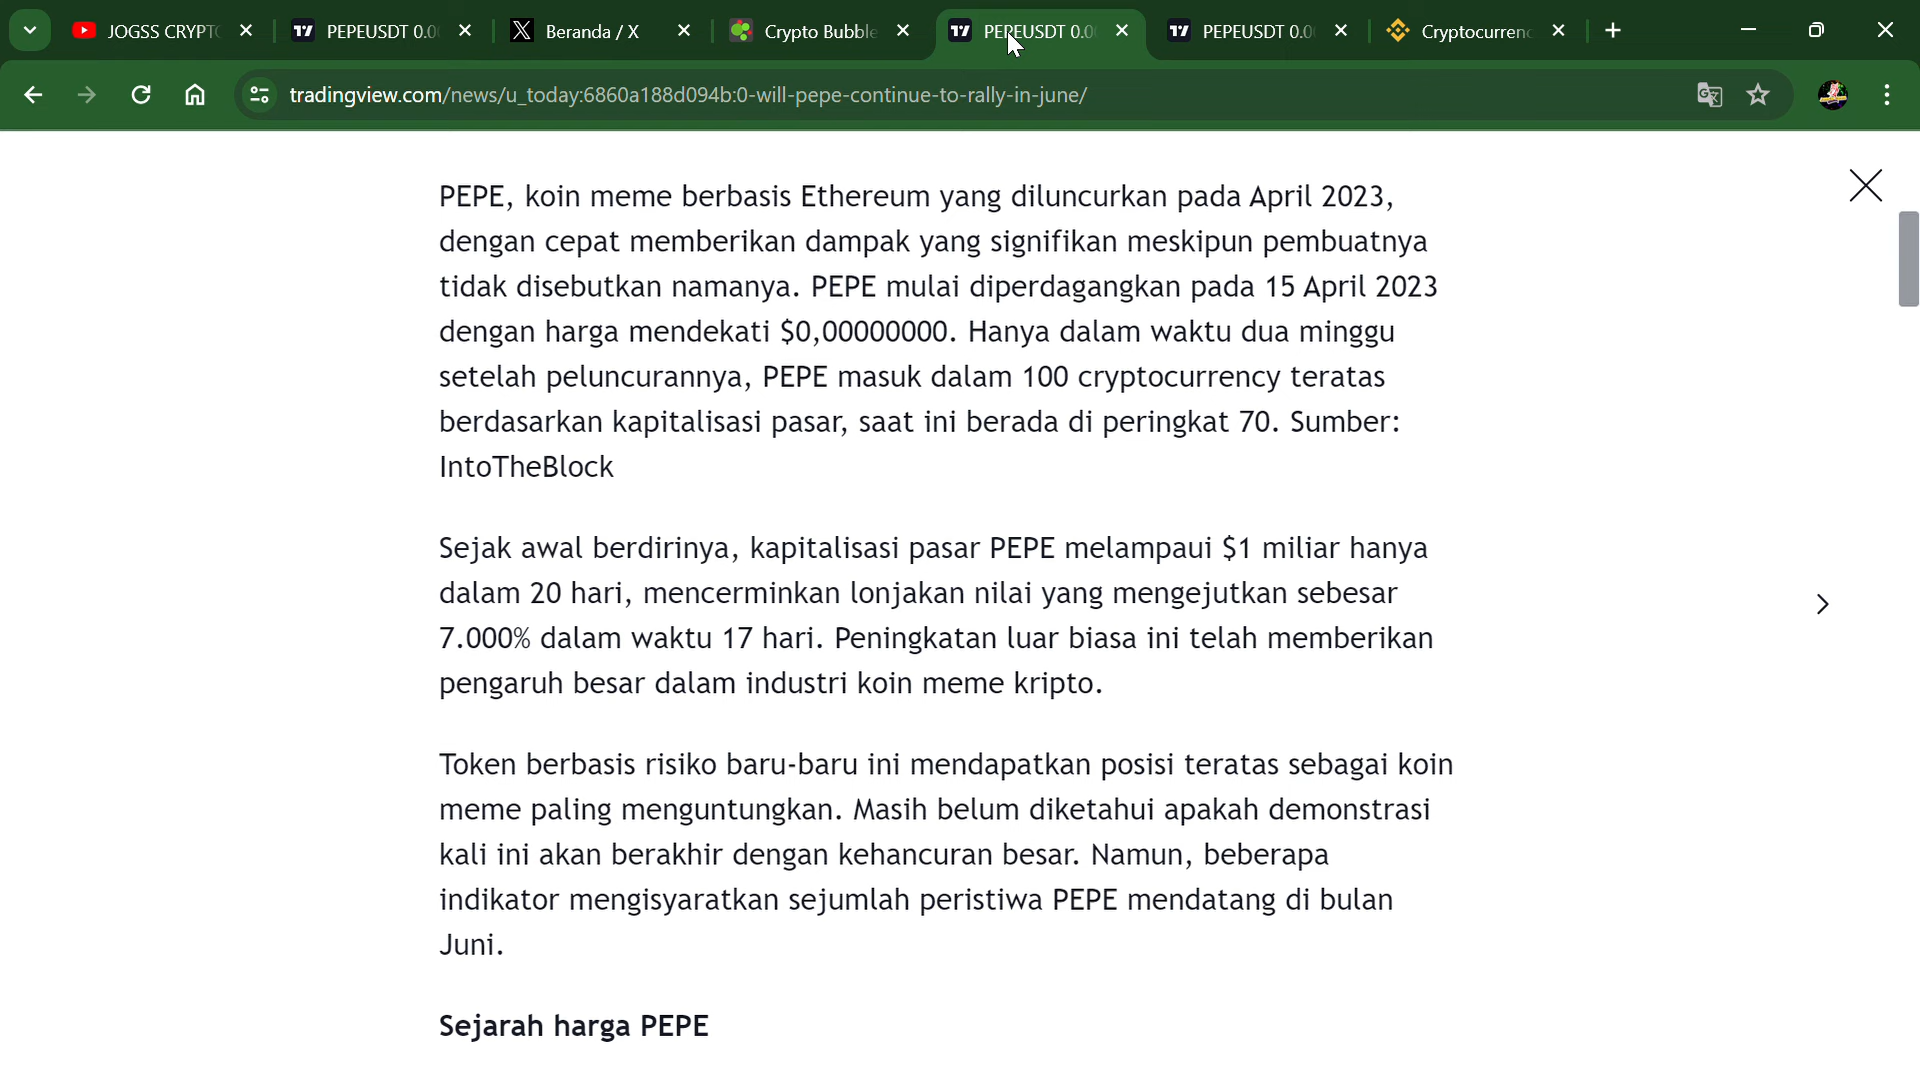 JOGSS CRYPTO
PEPEUSDT 0.00
Beranda / X
Crypto Bubble
PEPEUSDT 0.00
PEPEUSDT 0.00
Cryptocurrenc
tradingview.com/news/u_today:6860a188d094b:0-will-pepe-continue-to-rally-in-june/
PEPE, koin meme berbasis Ethereum yang diluncurkan pada April 2023,
dengan cepat memberikan dampak yang signifikan meskipun pembuatnya
tidak disebutkan namanya. PEPE mulai diperdagangkan pada 15 April 2023
dengan harga mendekati $0,00000000. Hanya dalam waktu dua minggu
setelah peluncurannya, PEPE masuk dalam 100 cryptocurrency teratas
berdasarkan kapitalisasi pasar, saat ini berada di peringkat 70. Sumber:
IntoTheBlock
Sejak awal berdirinya, kapitalisasi pasar PEPE melampaui $1 miliar hanya
dalam 20 hari, mencerminkan lonjakan nilai yang mengejutkan sebesar
7.000% dalam waktu 17 hari. Peningkatan luar biasa ini telah memberikan
pengaruh besar dalam industri koin meme kripto.
Token berbasis risiko baru-baru ini mendapatkan posisi teratas sebagai koin
meme paling menguntungkan. Masih belum diketahui apakah demonstrasi
kali ini akan berakhir dengan kehancuran besar. Namun, beberapa
indikator mengisyaratkan sejumlah peristiwa PEPE mendatang di bulan
Juni.
Sejarah harga PEPE